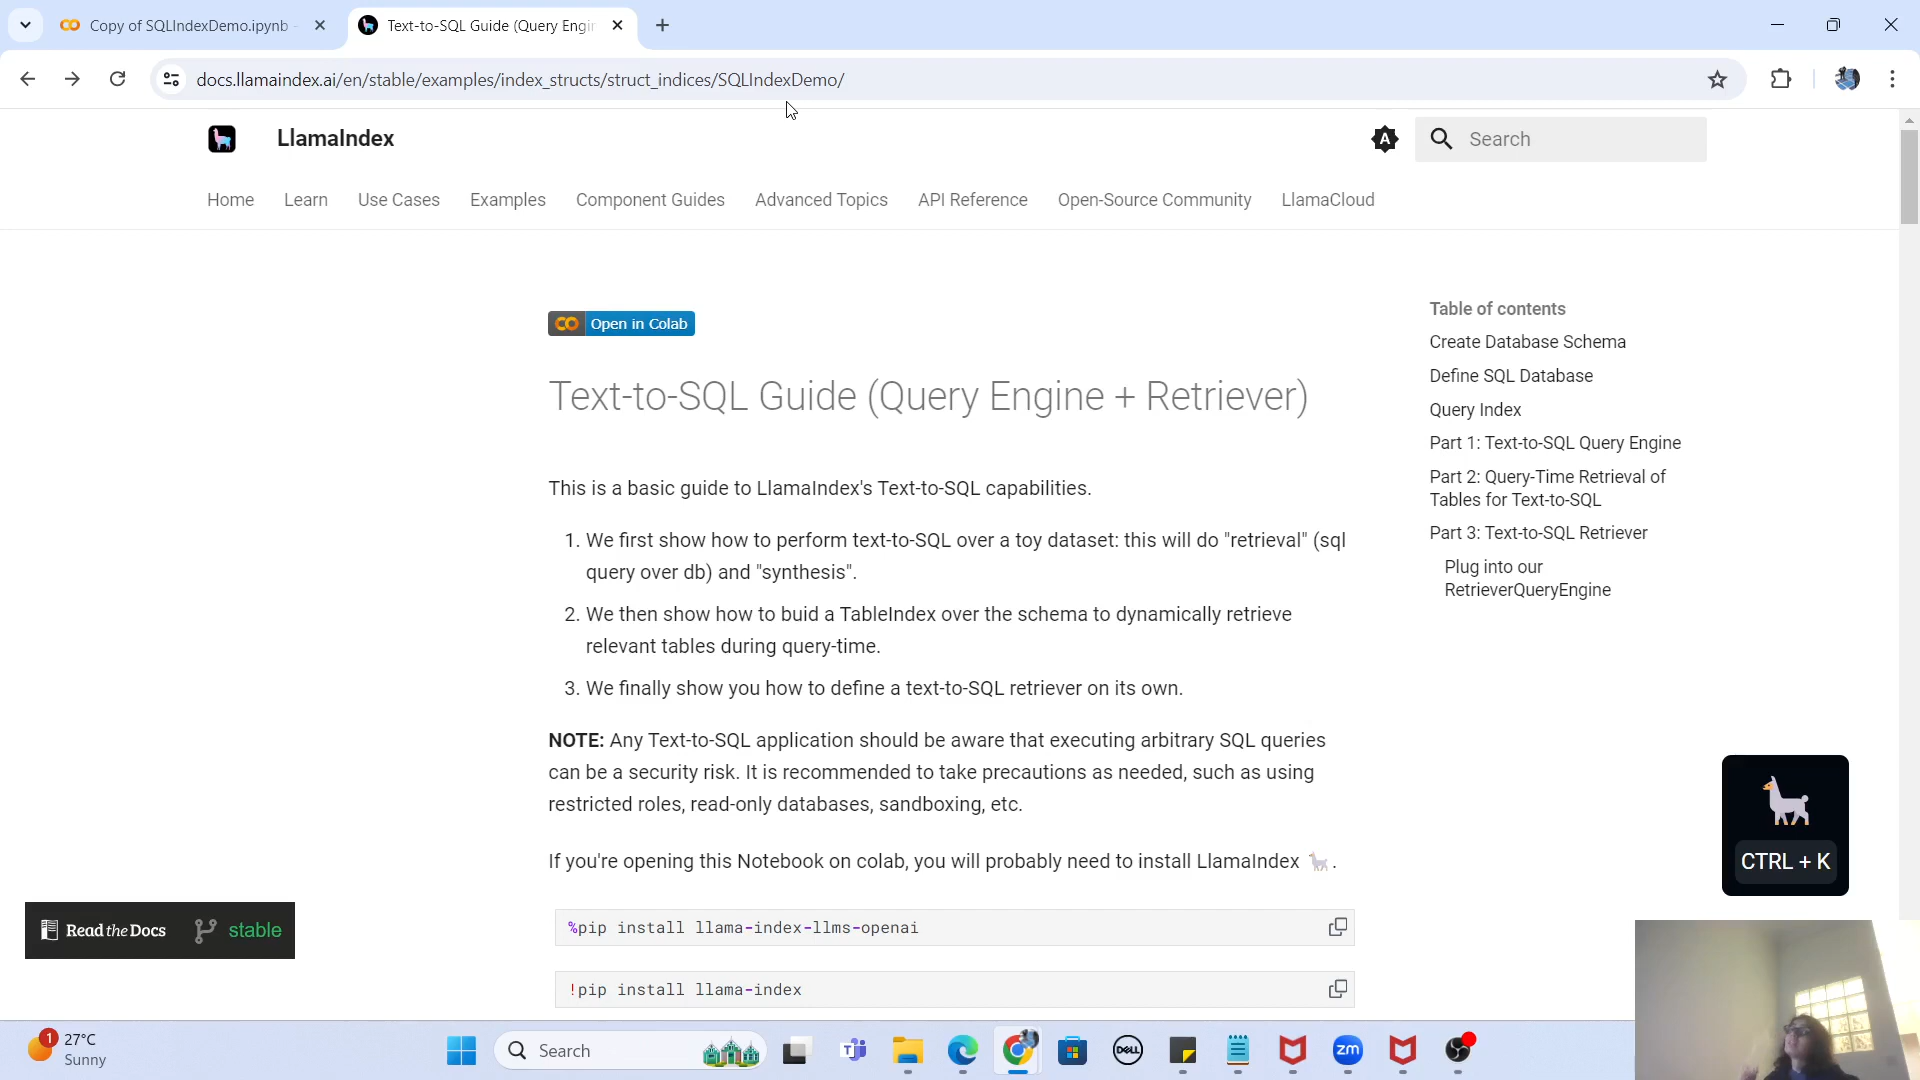 Copy of SQLIndexDemo.ipynb -
Text-to-SQL Guide (Query Engin
docs.llamaindex.ai/en/stable/examples/index_structs/struct_indices/SQLIndexDemo/
LlamaIndex
A
Search
Home
Learn
Use Cases
Examples
Component Guides
Advanced Topics
API Reference
Open-Source Community
LlamaCloud
Open in Colab
Text-to-SQL Guide (Query Engine + Retriever)
This is a basic guide to LlamaIndex's Text-to-SQL capabilities.
1. We first show how to perform text-to-SQL over a toy dataset: this will do "retrieval" (sql
query over db) and "synthesis".
2. We then show how to buid a TableIndex over the schema to dynamically retrieve
relevant tables during query-time.
3. We finally show you how to define a text-to-SQL retriever on its own.
NOTE: Any Text-to-SQL application should be aware that executing arbitrary SQL queries
can be a security risk. It is recommended to take precautions as needed, such as using
restricted roles, read-only databases, sandboxing, etc.
If you're opening this Notebook on colab, you will probably need to install LlamaIndex 🦙.
%pip install llama-index-llms-openai
!pip install llama-index
Table of contents
Create Database Schema
Define SQL Database
Query Index
Part 1: Text-to-SQL Query Engine
Part 2: Query-Time Retrieval of
Tables for Text-to-SQL
Part 3: Text-to-SQL Retriever
Plug into our
RetrieverQueryEngine
CTRL + K
Read the Docs
stable
1
27°C
Sunny
Search
DELL
zm